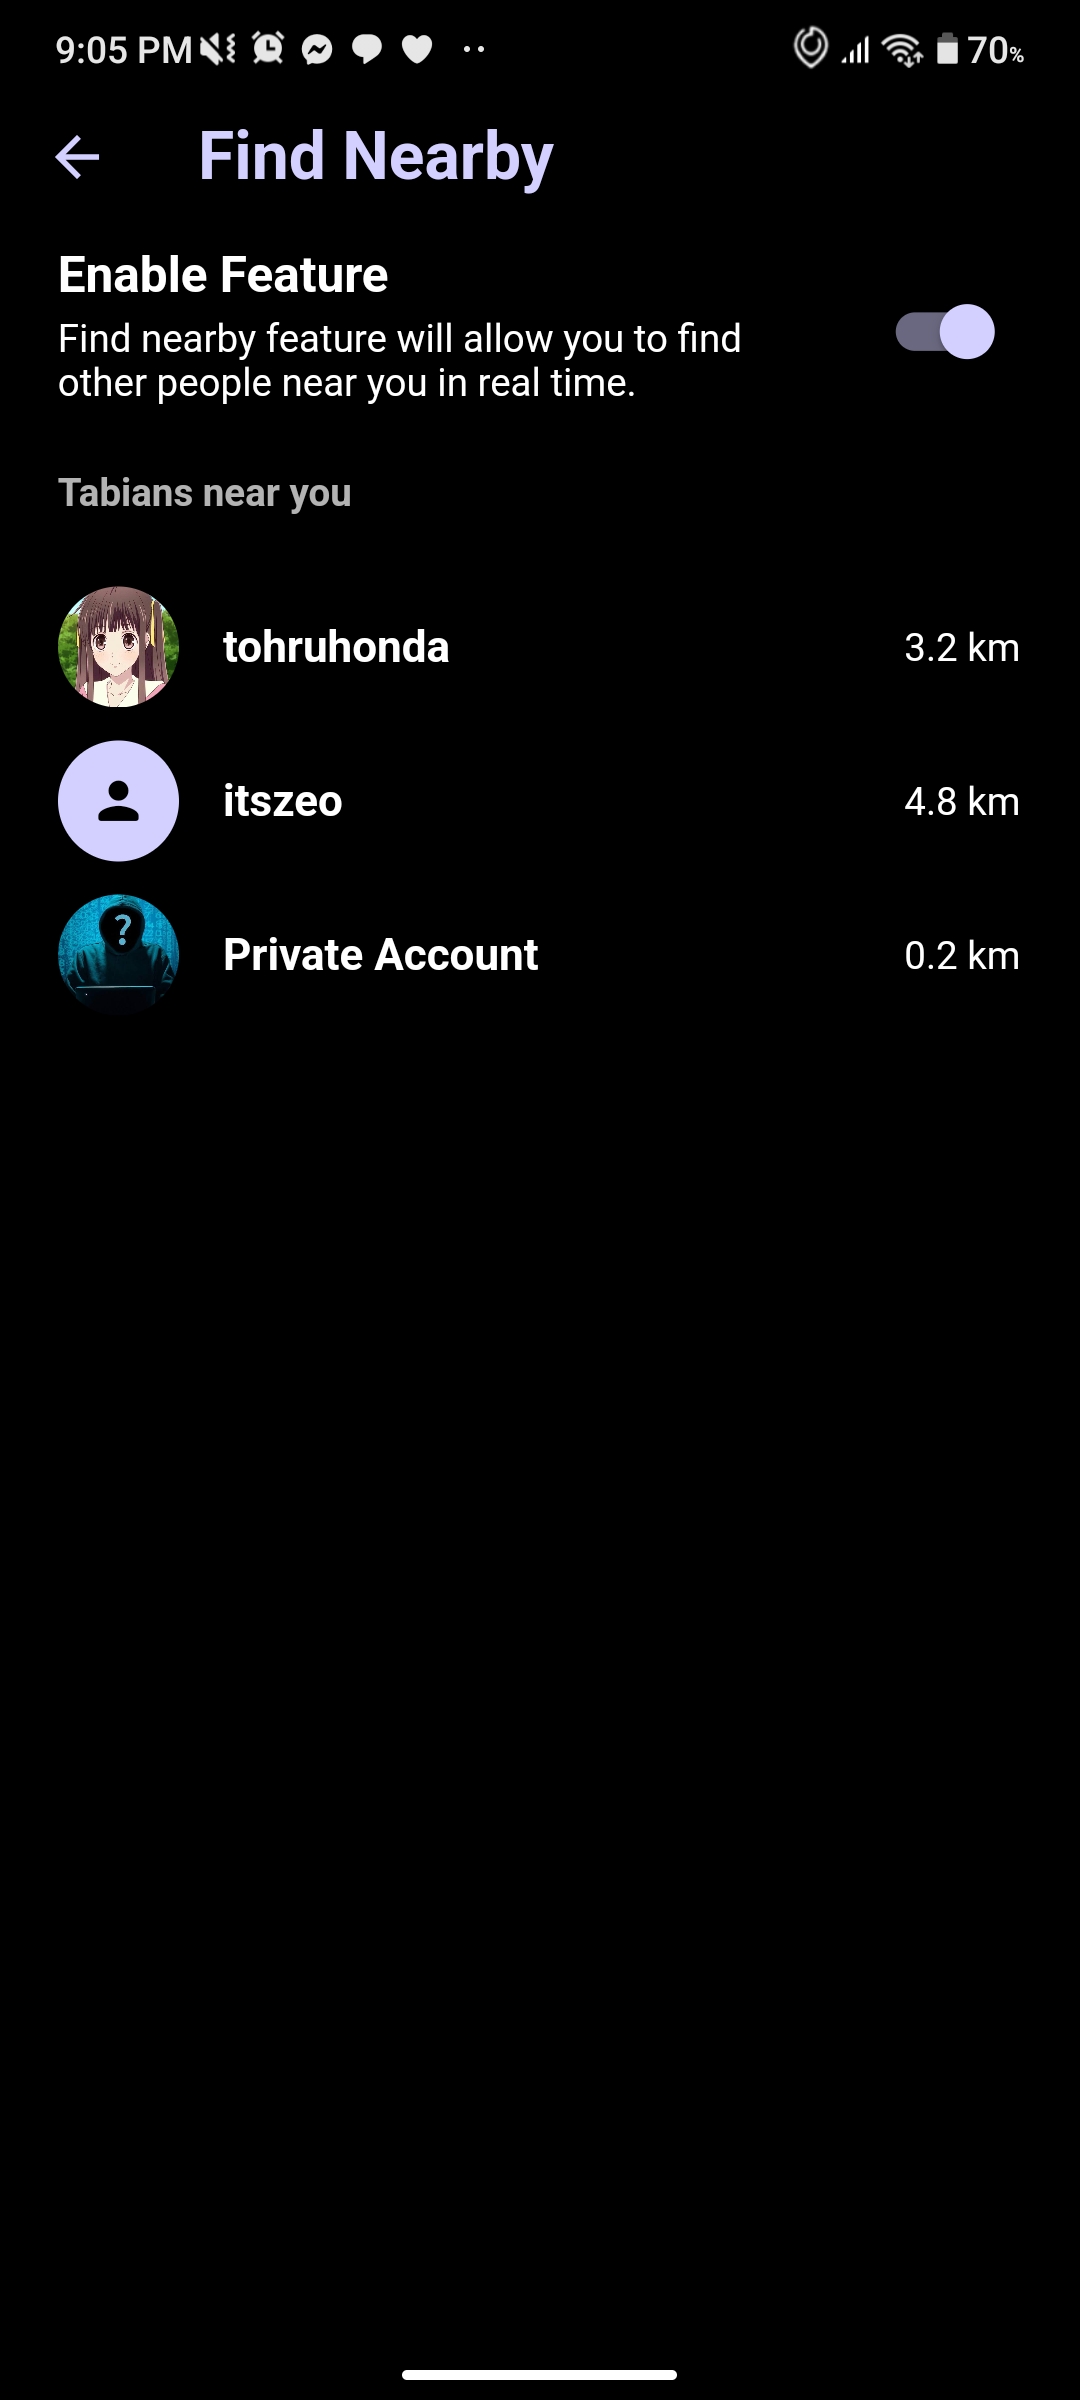 9:05 PM
70%
Find Nearby
Enable Feature
Find nearby feature will allow you to find
other people near you in real time.
Tabians near you
tohruhonda
3.2 km
itszeo
4.8 km
?
Private Account
0.2 km